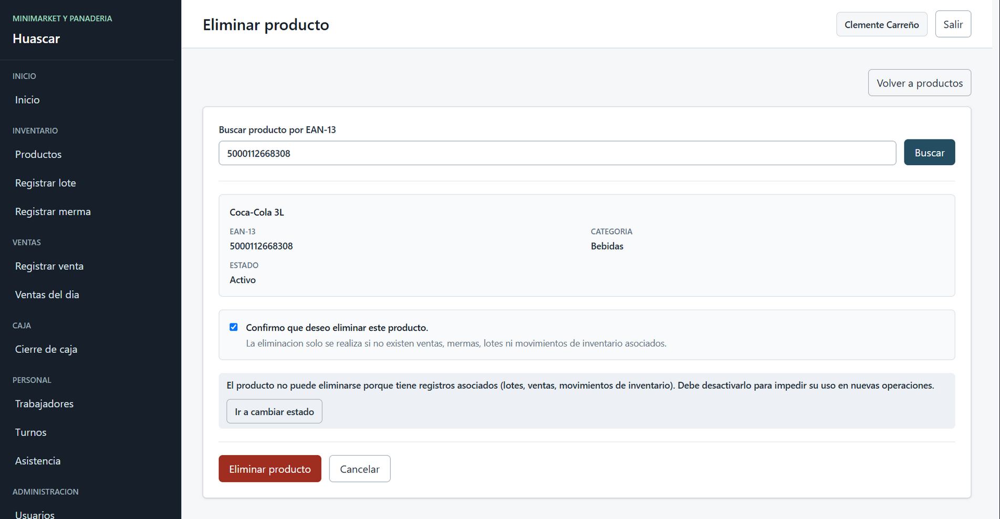 MINIMARKET Y PANADERIA
Huascar
INICIO
Inicio
INVENTARIO
Productos
Registrar lote
Registrar merma
VENTAS
Registrar venta
Ventas del dia
CAJA
Cierre de caja
PERSONAL
Trabajadores
Turnos
Asistencia
ADMINISTRACION
Usuarios
Eliminar producto
Clemente Carreño
Salir
Volver a productos
Buscar producto por EAN-13
5000112668308
Buscar
Coca-Cola 3L
EAN-13
5000112668308
CATEGORIA
Bebidas
ESTADO
Activo
Confirmo que deseo eliminar este producto.
La eliminacion solo se realiza si no existen ventas, mermas, lotes ni movimientos de inventario asociados.
El producto no puede eliminarse porque tiene registros asociados (lotes, ventas, movimientos de inventario). Debe desactivarlo para impedir su uso en nuevas operaciones.
Ir a cambiar estado
Eliminar producto
Cancelar